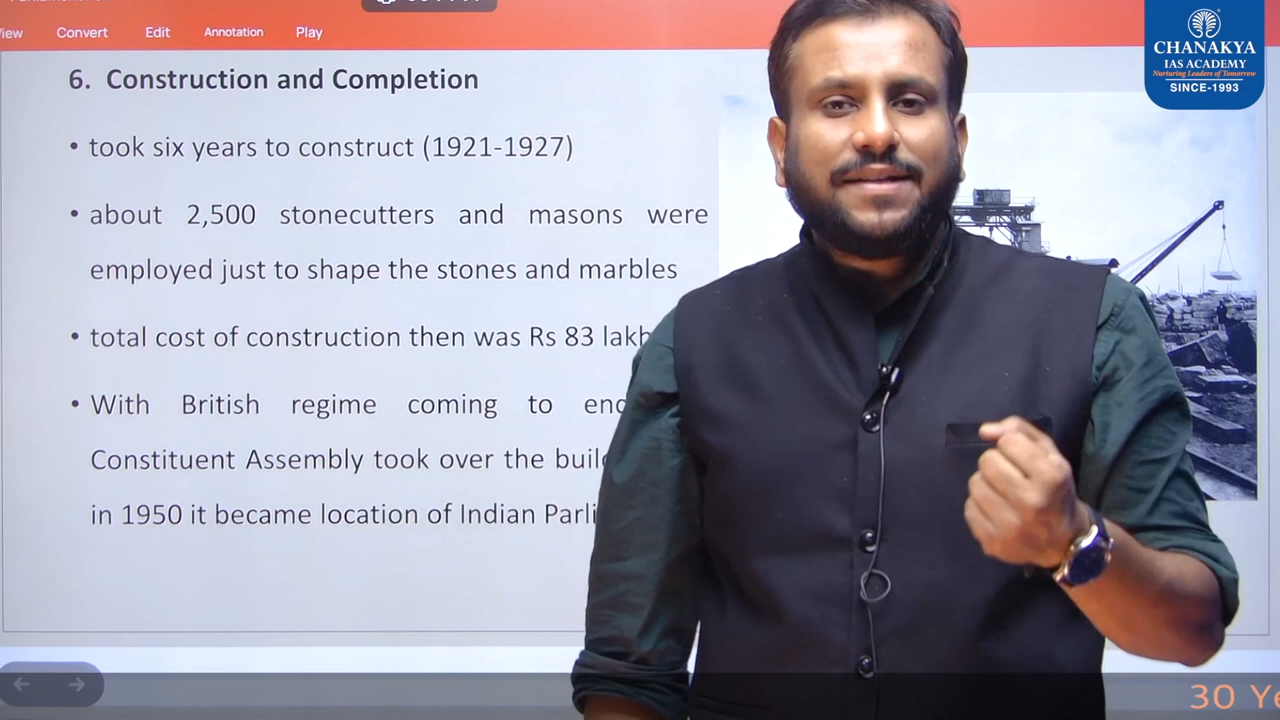 View Convert Edit Annotation Play
6. Construction and Completion
• took six years to construct (1921-1927)
• about 2,500 stonecutters and masons were
employed just to shape the stones and marbles
• total cost of construction then was Rs 83 lakh
• With British regime coming to end
Constituent Assembly took over the
in 1950 it became location of Indian
CHANAKYA
IAS ACADEMY
Nurturing Leaders of Tomorrow
SINCE-1993
30